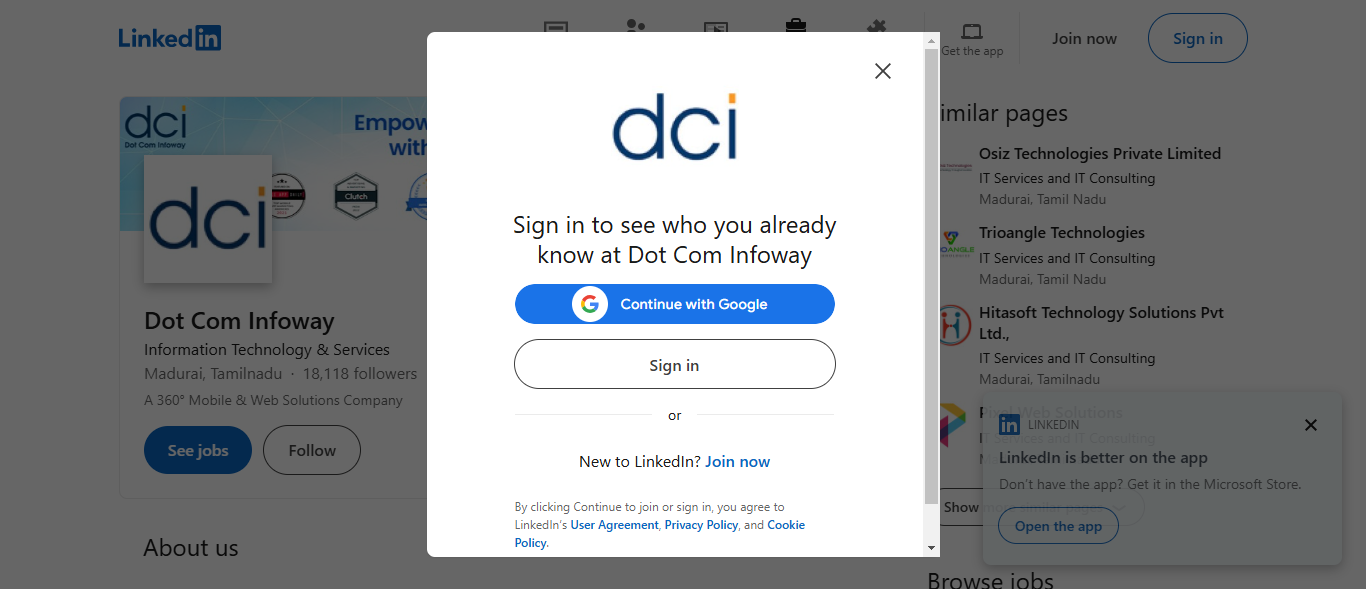 Linked in
Get the app
Join now
Sign in
dci
Dot Com Infoway
Empow
with
Clutch
dci
Dot Com Infoway
Information Technology & Services
Madurai, Tamilnadu · 18,118 followers
A 360° Mobile & Web Solutions Company
See jobs
Follow
About us
dci
Sign in to see who you already
know at Dot Com Infoway
Continue with Google
Sign in
or
New to LinkedIn? Join now
By clicking Continue to join or sign in, you agree to
LinkedIn's User Agreement, Privacy Policy, and Cookie
Policy.
imilar pages
Osiz Technologies Private Limited
IT Services and IT Consulting
Madurai, Tamil Nadu
Trioangle Technologies
IT Services and IT Consulting
Madurai, Tamil Nadu
Hitasoft Technology Solutions Pvt
Ltd.,
IT Services and IT Consulting
Madurai, Tamilnadu
Pixel Web Solutions
IT Services and IT Consulting
Show more similar pages
in LINKEDIN
LinkedIn is better on the app
Don't have the app? Get it in the Microsoft Store.
Open the app
Browse jobs